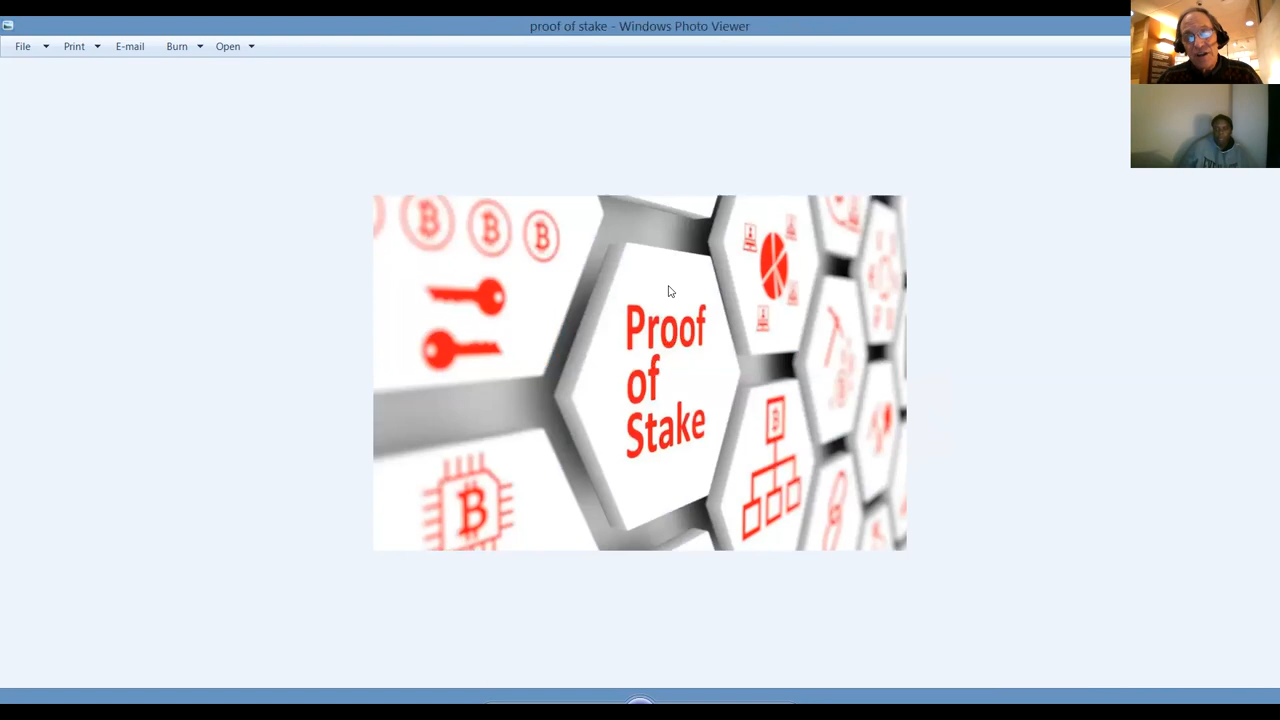 proof of stake - Windows Photo Viewer
File Print E-mail Burn Open
Proof
of
Stake